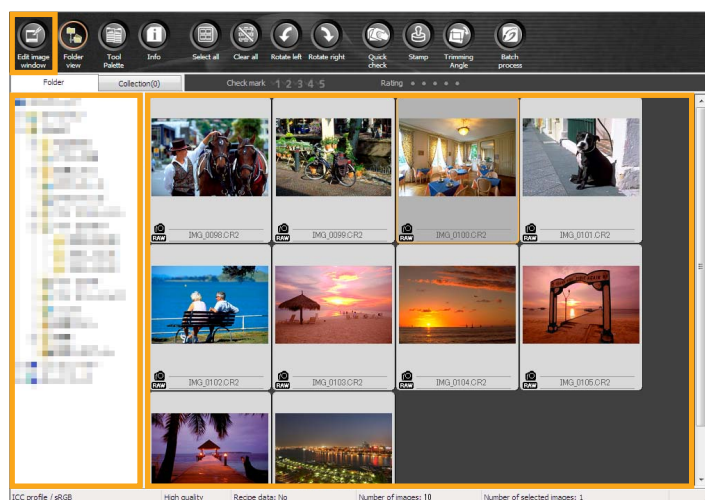 Edit image window
Folder view
Tool Palette
Info
Select all
Clear all
Rotate left
Rotate right
Quick check
Stamp
Trimming Angle
Batch process
Folder
Collection(0)
Check mark 1 2 3 4 5
Rating
RAW IMG_0098.CR2
RAW IMG_0099.CR2
RAW IMG_0100.CR2
RAW IMG_0101.CR2
RAW IMG_0102.CR2
RAW IMG_0103.CR2
RAW IMG_0104.CR2
RAW IMG_0105.CR2
ICC profile / sRGB
High quality
Recipe data: No
Number of images: 10
Number of selected images: 1